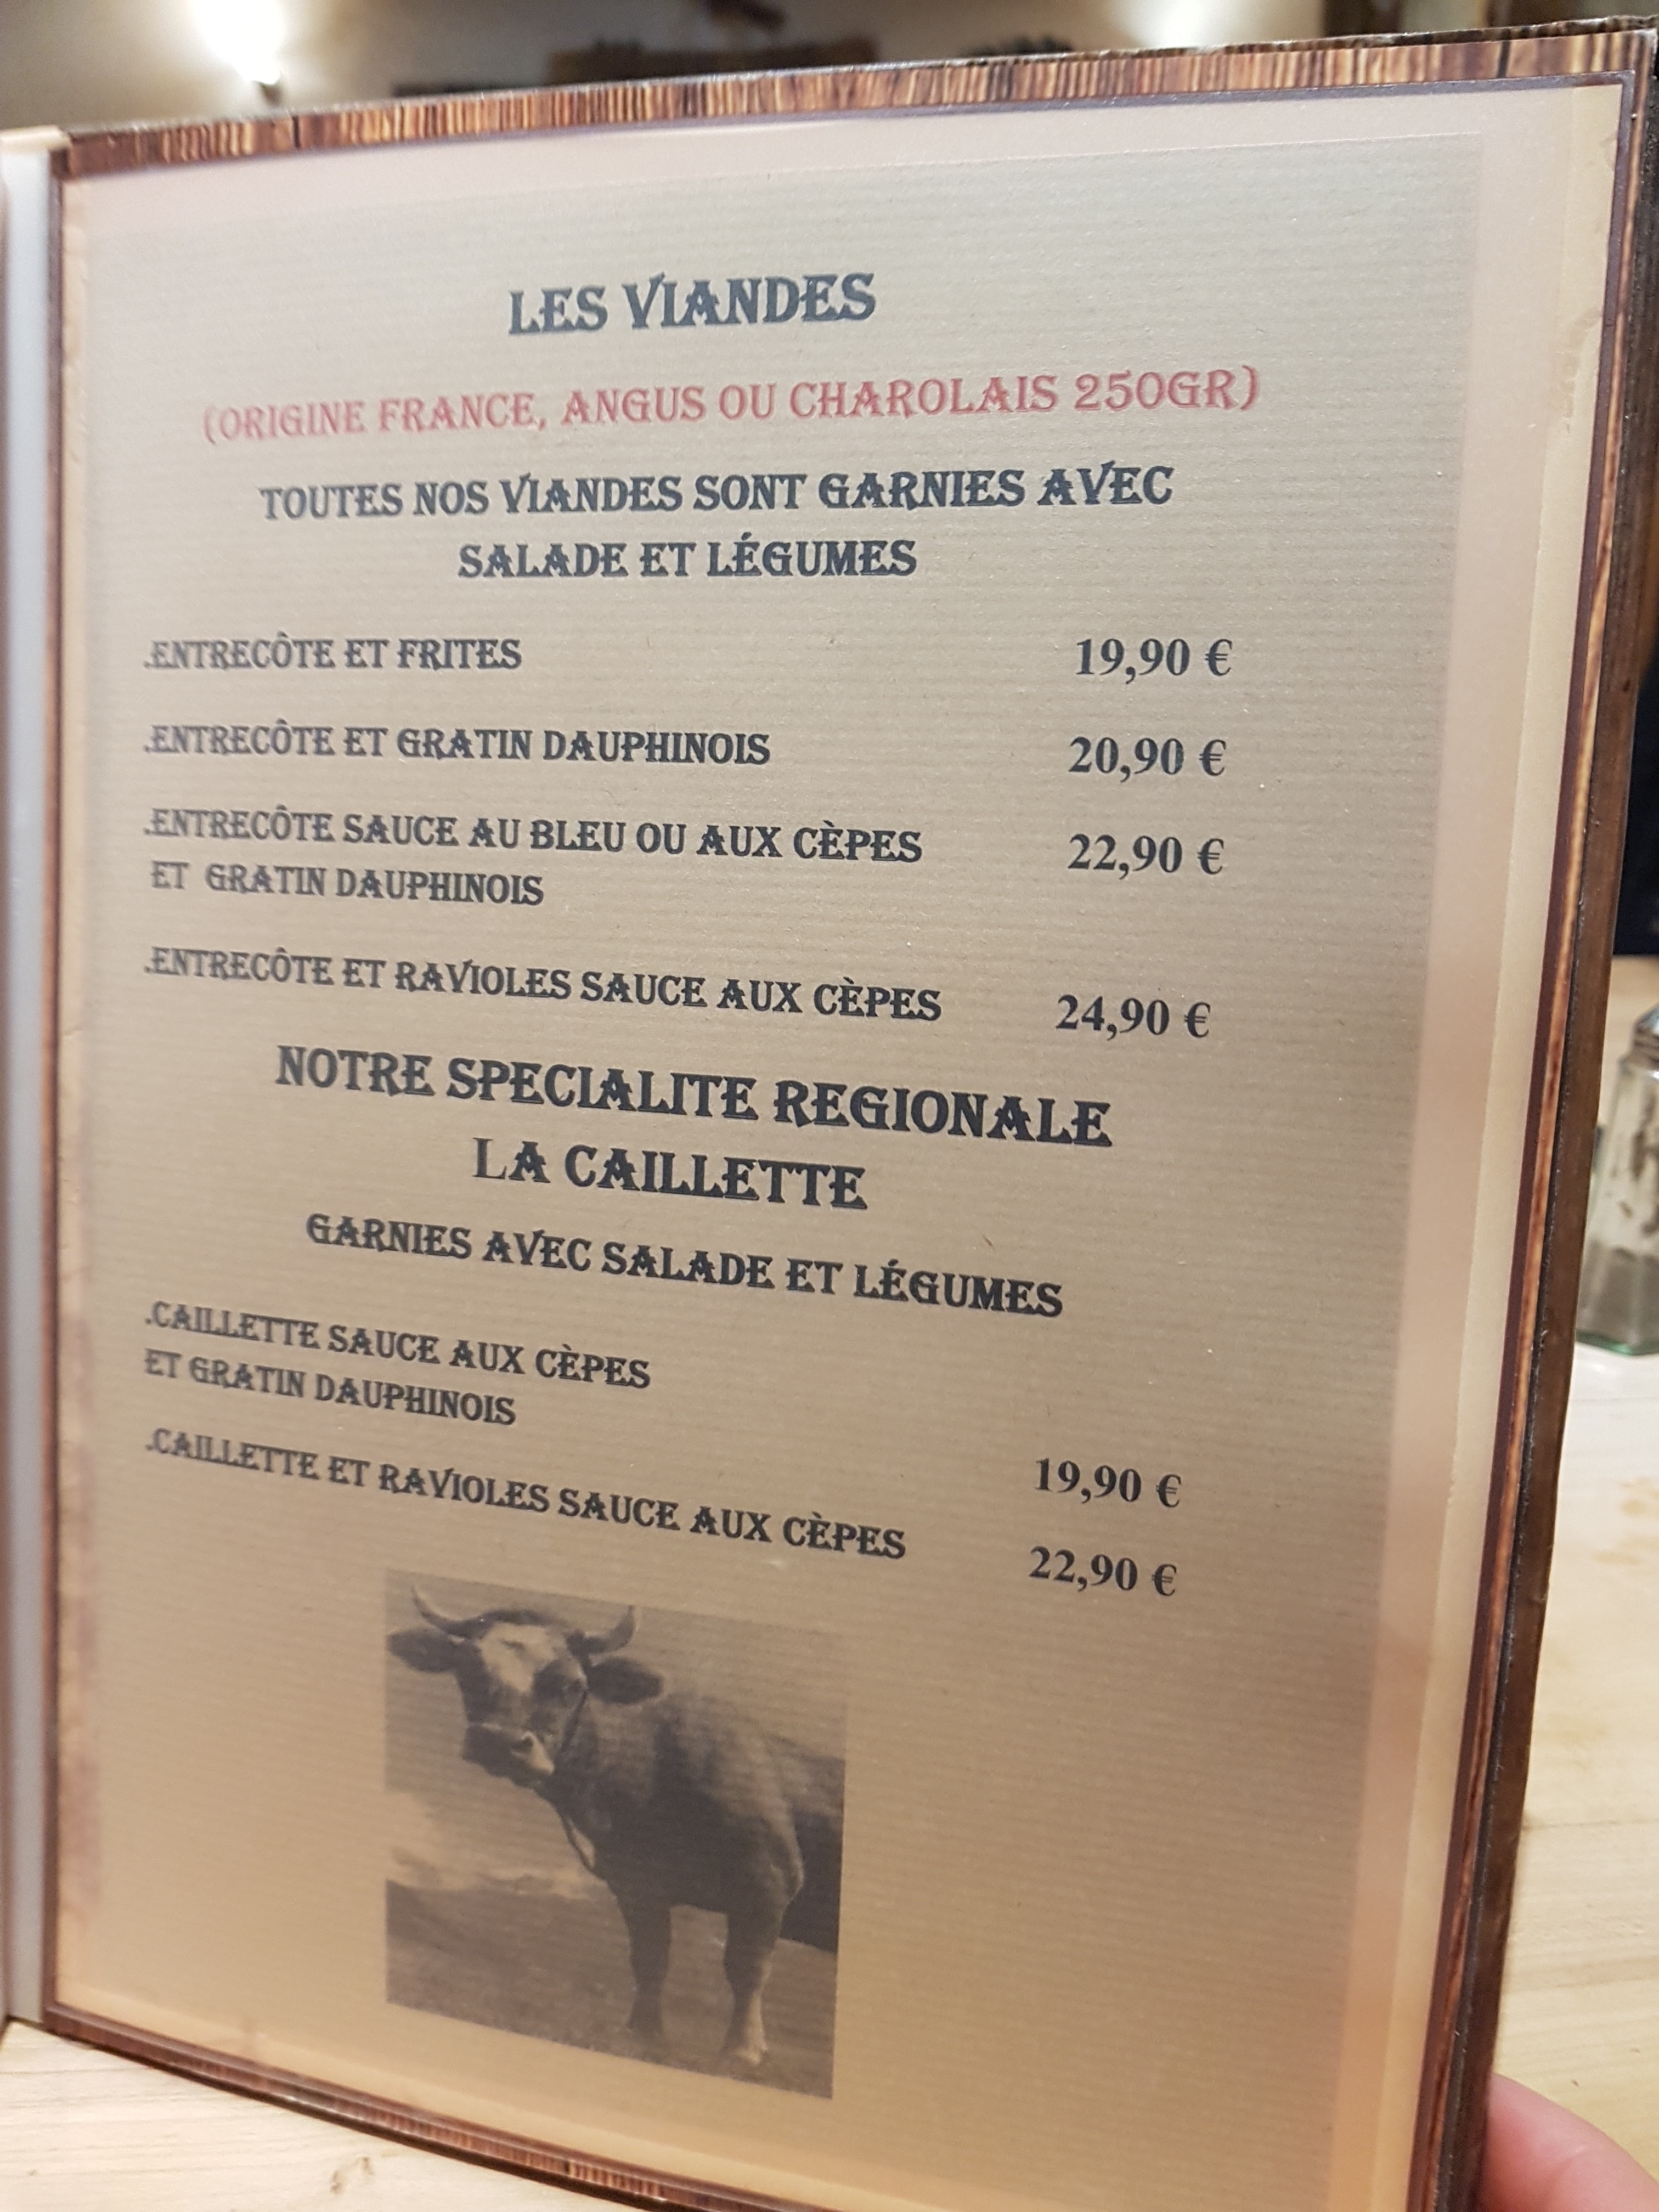 LES VIANDES
(ORIGINE FRANCE, ANGUS OU CHAROLAIS 250GR)
TOUTES NOS VIANDES SONT GARNIES AVEC
SALADE ET LÉGUMES
.ENTRECÔTE ET FRITES 19,90 €
.ENTRECÔTE ET GRATIN DAUPHINOIS 20,90 €
.ENTRECÔTE SAUCE AU BLEU OU AUX CÈPES 22,90 €
ET GRATIN DAUPHINOIS
.ENTRECÔTE ET RAVIOLES SAUCE AUX CÈPES 24,90 €
NOTRE SPECIALITE REGIONALE
LA CAILLETTE
GARNIES AVEC SALADE ET LÉGUMES
.CAILLETTE SAUCE AUX CÈPES
ET GRATIN DAUPHINOIS 19,90 €
.CAILLETTE ET RAVIOLES SAUCE AUX CÈPES 22,90 €